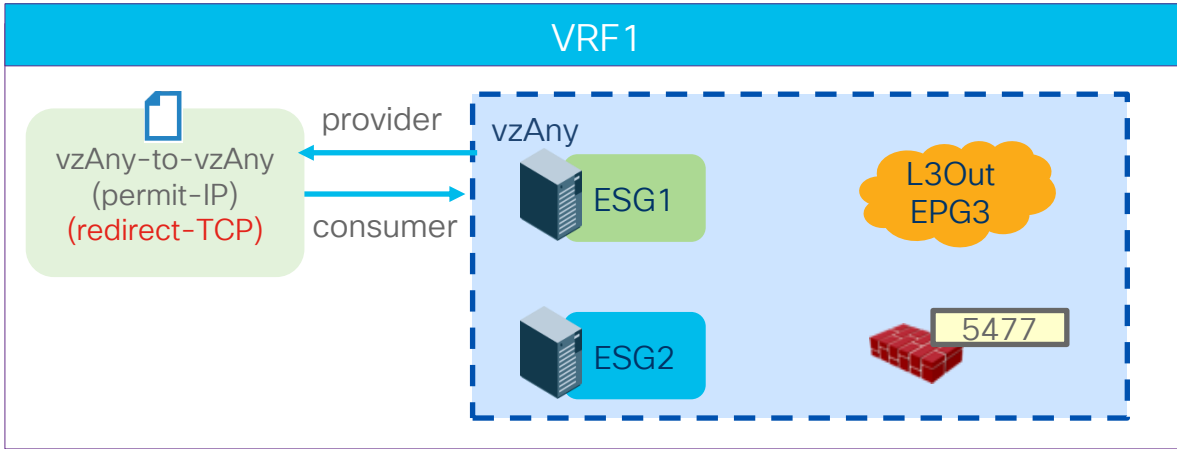 VRF1
vzAny-to-vzAny
(permit-IP)
(redirect-TCP)
provider
consumer
vzAny
ESG1
L3Out
EPG3
ESG2
5477